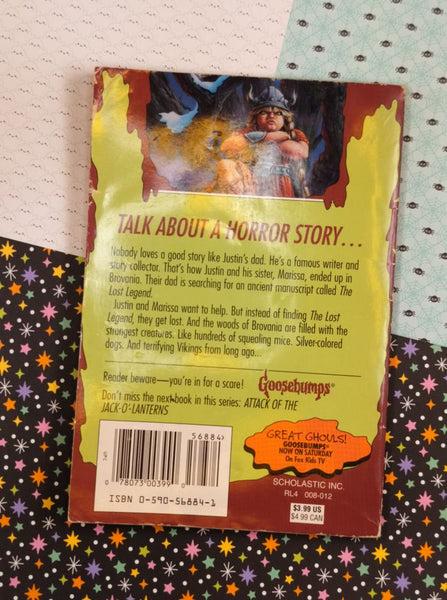 TALK ABOUT A HORROR STORY...
Nobody loves a good story like Justin's dad. He's a famous writer and
story collector. That's how Justin and his sister, Marissa, ended up in
Brovania. Their dad is searching for an ancient manuscript called The
Lost Legend.
Justin and Marissa want to help. But instead of finding The Lost
Legend, they get lost. And the woods of Brovania are filled with the
strangest creatures. Like hundreds of squealing mice. Silver-colored
dogs. And terrifying Vikings from long ago...
Reader beware—you're in for a scare! Goosebumps®
Don't miss the next book in this series: ATTACK OF THE
JACK-O'-LANTERNS
56884>
0 78073 00399 0
ISBN 0-590-56884-1
GREAT GHOULS!
GOOSEBUMPS
NOW ON SATURDAY
On Fox Kids TV
SCHOLASTIC INC.
RL4 008-012
$3.99 US
$4.99 CAN